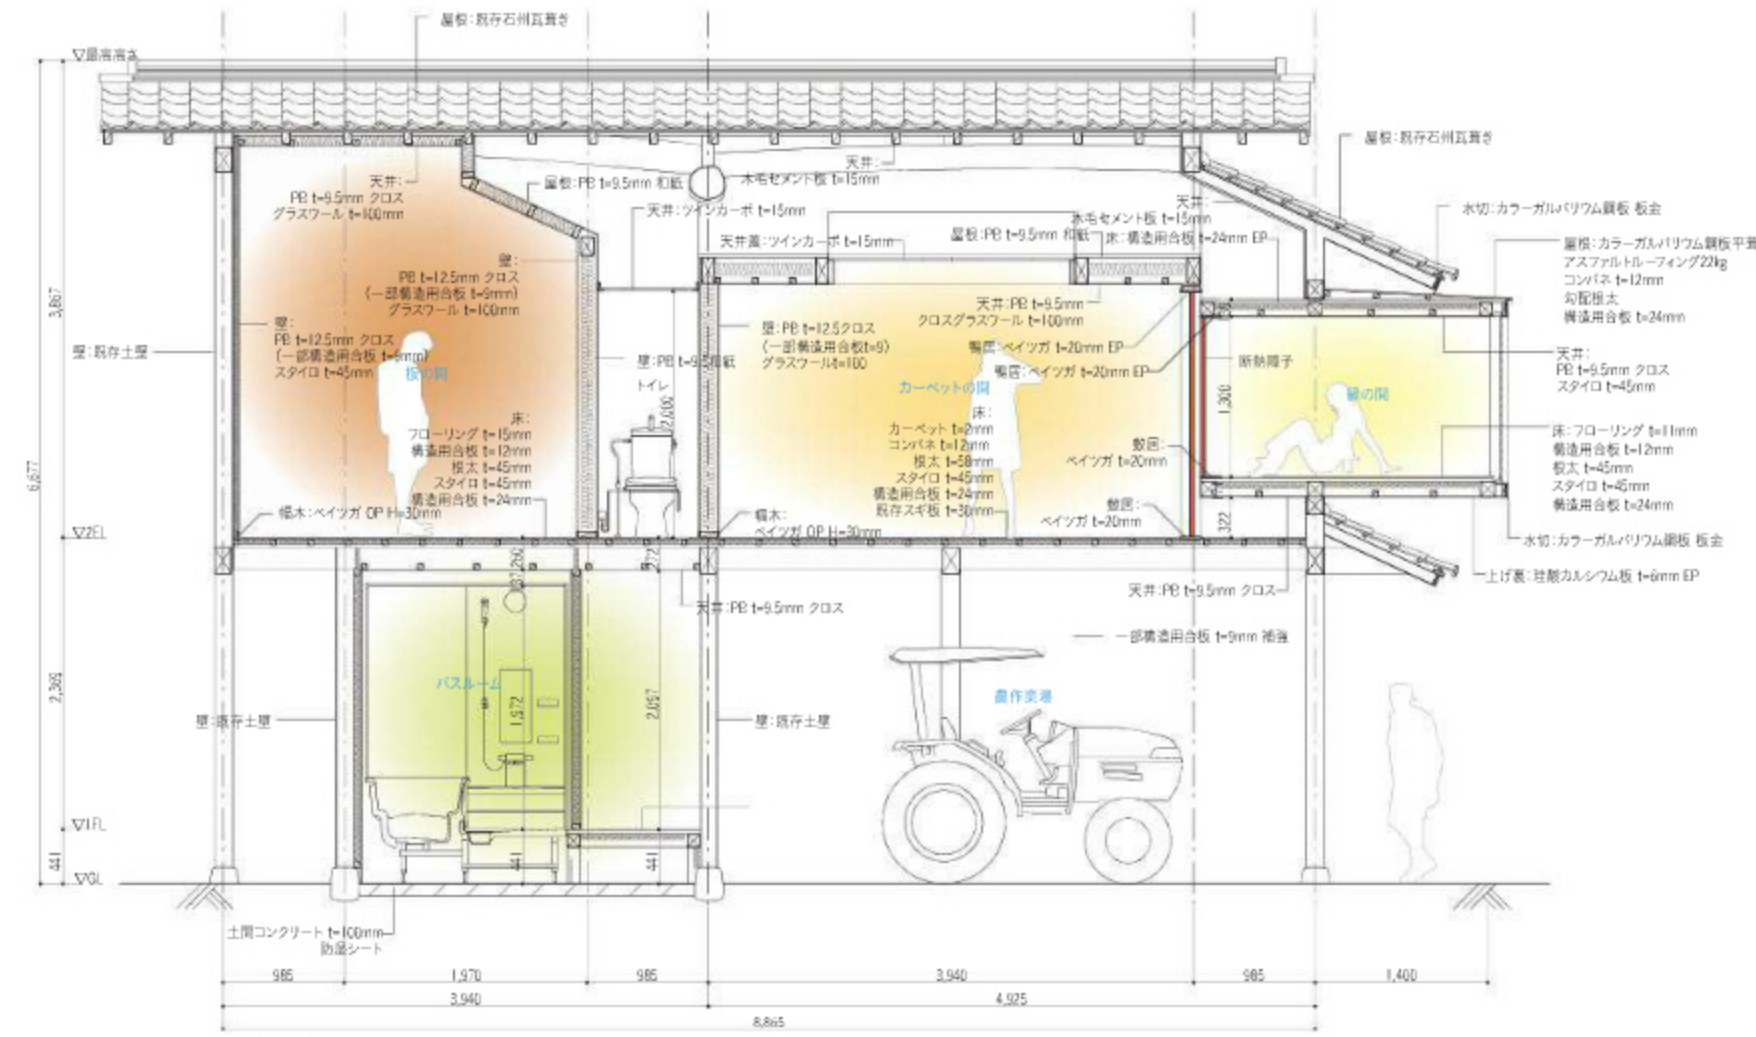 屋根:既存石州瓦葺き
▽最高高さ
屋根:既存石州瓦葺き
天井:
PB t=9.5mm クロス
グラスウール t=100mm
屋根:PB t=9.5mm 和紙
天井:
木毛セメント板 t=15mm
天井:ツインカーボ t=15mm
天井蓋:ツインカーボ t=15mm
天井:
木毛セメント板 t=15mm
屋根:PB t=9.5mm 和紙
床:構造用合板 t=24mm EP
水切:カラーガルバリウム鋼板 板金
屋根:カラーガルバリウム鋼板平葺
アスファルトルーフィング22kg
コンパネ t=12mm
勾配根太
構造用合板 t=24mm
壁:
PB t=12.5mm クロス
(一部構造用合板 t=9mm)
グラスウール t=100mm
壁:
PB t=12.5mm クロス
(一部構造用合板 t=9mm)
スタイロ t=45mm
壁:既存土壁
板の間
壁:PB t=9.5和紙
トイレ
2,000
壁:PB t=12.5クロス
(一部構造用合板t=9)
グラスウールt=100
天井:PB t=9.5mm
クロスグラスウール t=100mm
鴨居:ベイツガ t=20mm EP
鴨居:ベイツガ t=20mm EP
カーペットの間
断熱障子
1,300
縁の間
天井:
PB t=9.5mm クロス
スタイロ t=45mm
床:
フローリング t=15mm
構造用合板 t=12mm
根太 t=45mm
スタイロ t=45mm
構造用合板 t=24mm
床:
カーペット t=2mm
コンパネ t=12mm
根太 t=58mm
スタイロ t=45mm
構造用合板 t=24mm
既存スギ板 t=30mm
敷居:
ベイツガ t=20mm
敷居:
ベイツガ t=20mm
322
床:フローリング t=11mm
構造用合板 t=12mm
根太 t=45mm
スタイロ t=45mm
構造用合板 t=24mm
幅木:ベイツガ OP H=30mm
幅木:
ベイツガ OP H=30mm
水切:カラーガルバリウム鋼板 板金
上げ裏:珪酸カルシウム板 t=6mm EP
3,867
6,677
▽2FL
272
天井:PB t=9.5mm クロス
天井:PB t=9.5mm クロス
一部構造用合板 t=9mm 補強
バスルーム
1,972
2,097
農作業場
壁:既存土壁
壁:既存土壁
2,369
▽1FL
441
441
441
▽GL
土間コンクリート t=100mm
防湿シート
985
1,970
985
3,940
985
1,400
3,940
4,925
8,865